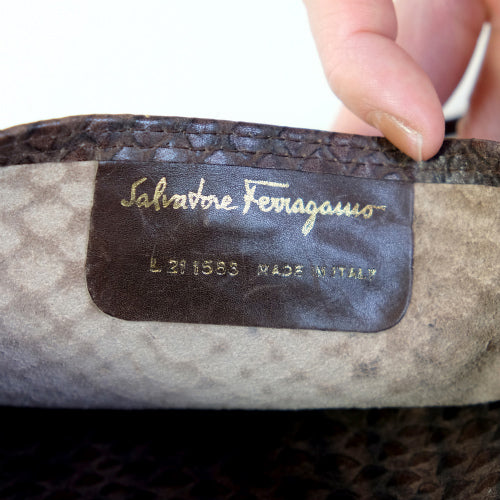 Salvatore Ferragamo
L 21 1583 MADE IN ITALY